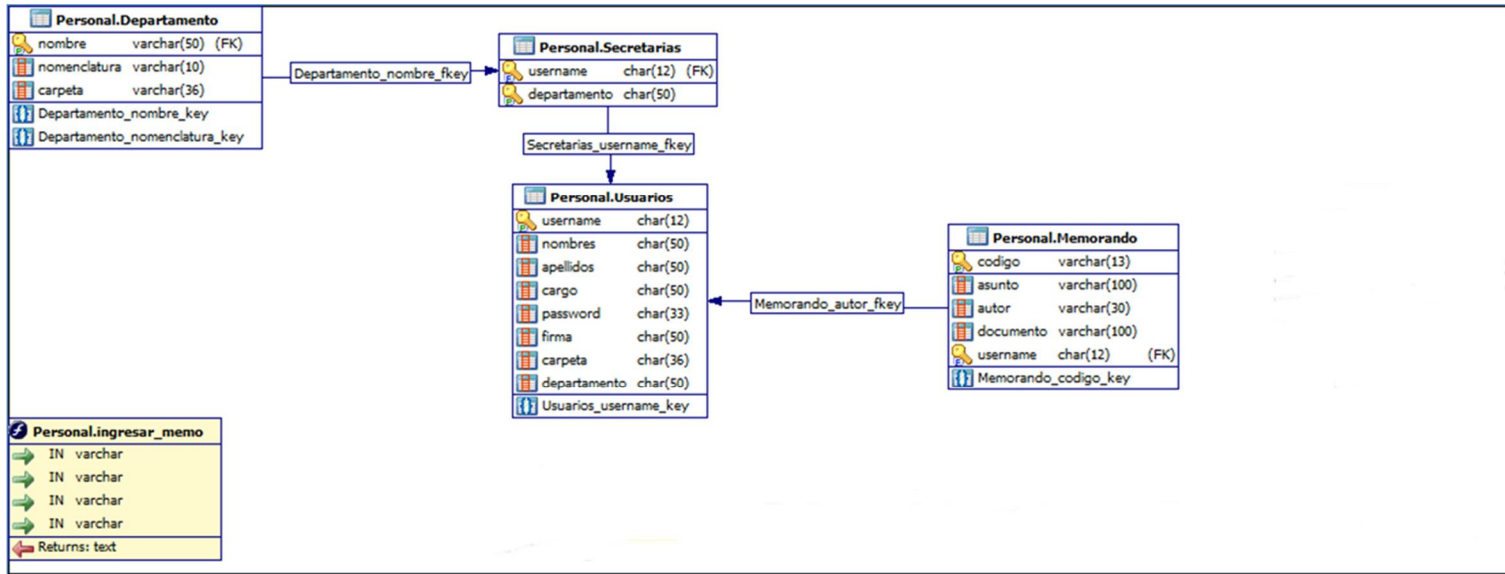 Personal.Departamento
nombre varchar(50) (FK)
nomenclatura varchar(10)
carpeta varchar(36)
Departamento_nombre_key
Departamento_nomenclatura_key
Departamento_nombre_fkey
Personal.Secretarias
username char(12) (FK)
departamento char(50)
Secretarias_username_fkey
Personal.Usuarios
username char(12)
nombres char(50)
apellidos char(50)
cargo char(50)
password char(33)
firma char(50)
carpeta char(36)
departamento char(50)
Usuarios_username_key
Memorando_autor_fkey
Personal.Memorando
codigo varchar(13)
asunto varchar(100)
autor varchar(30)
documento varchar(100)
username char(12) (FK)
Memorando_codigo_key
Personal.ingresar_memo
IN varchar
IN varchar
IN varchar
IN varchar
Returns: text